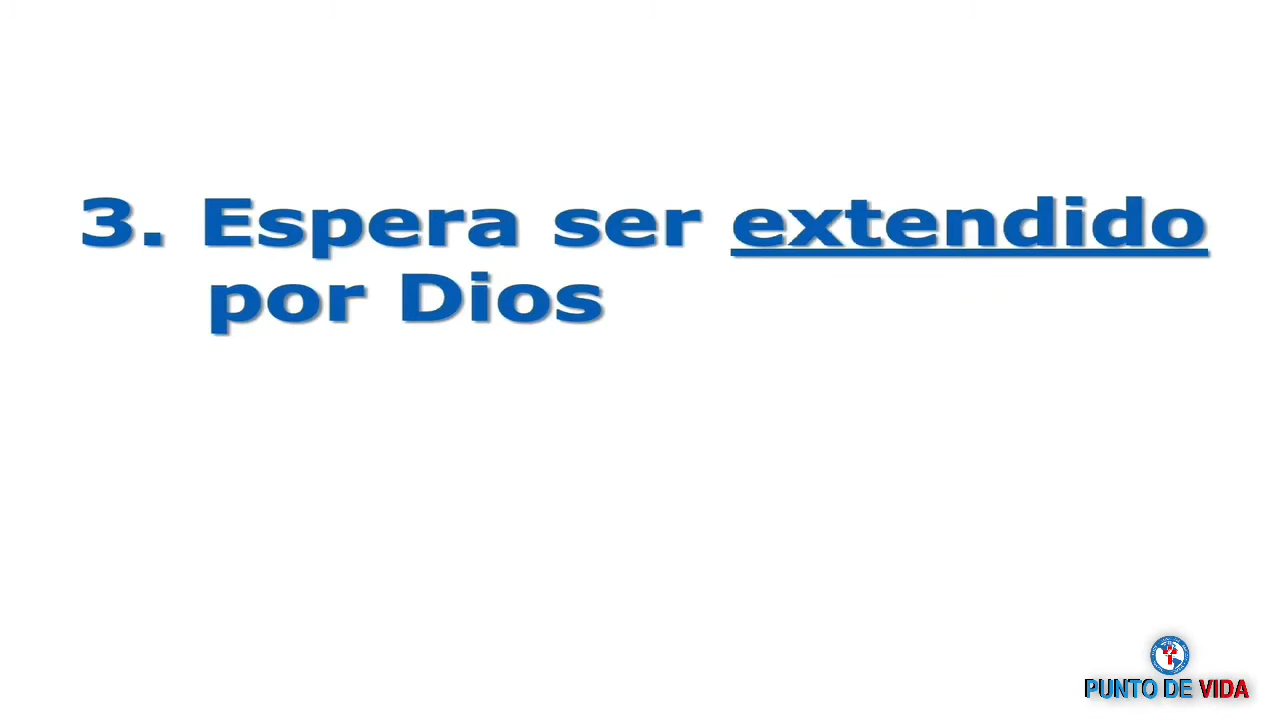 3. Espera ser extendido
por Dios
PUNTO DE VIDA